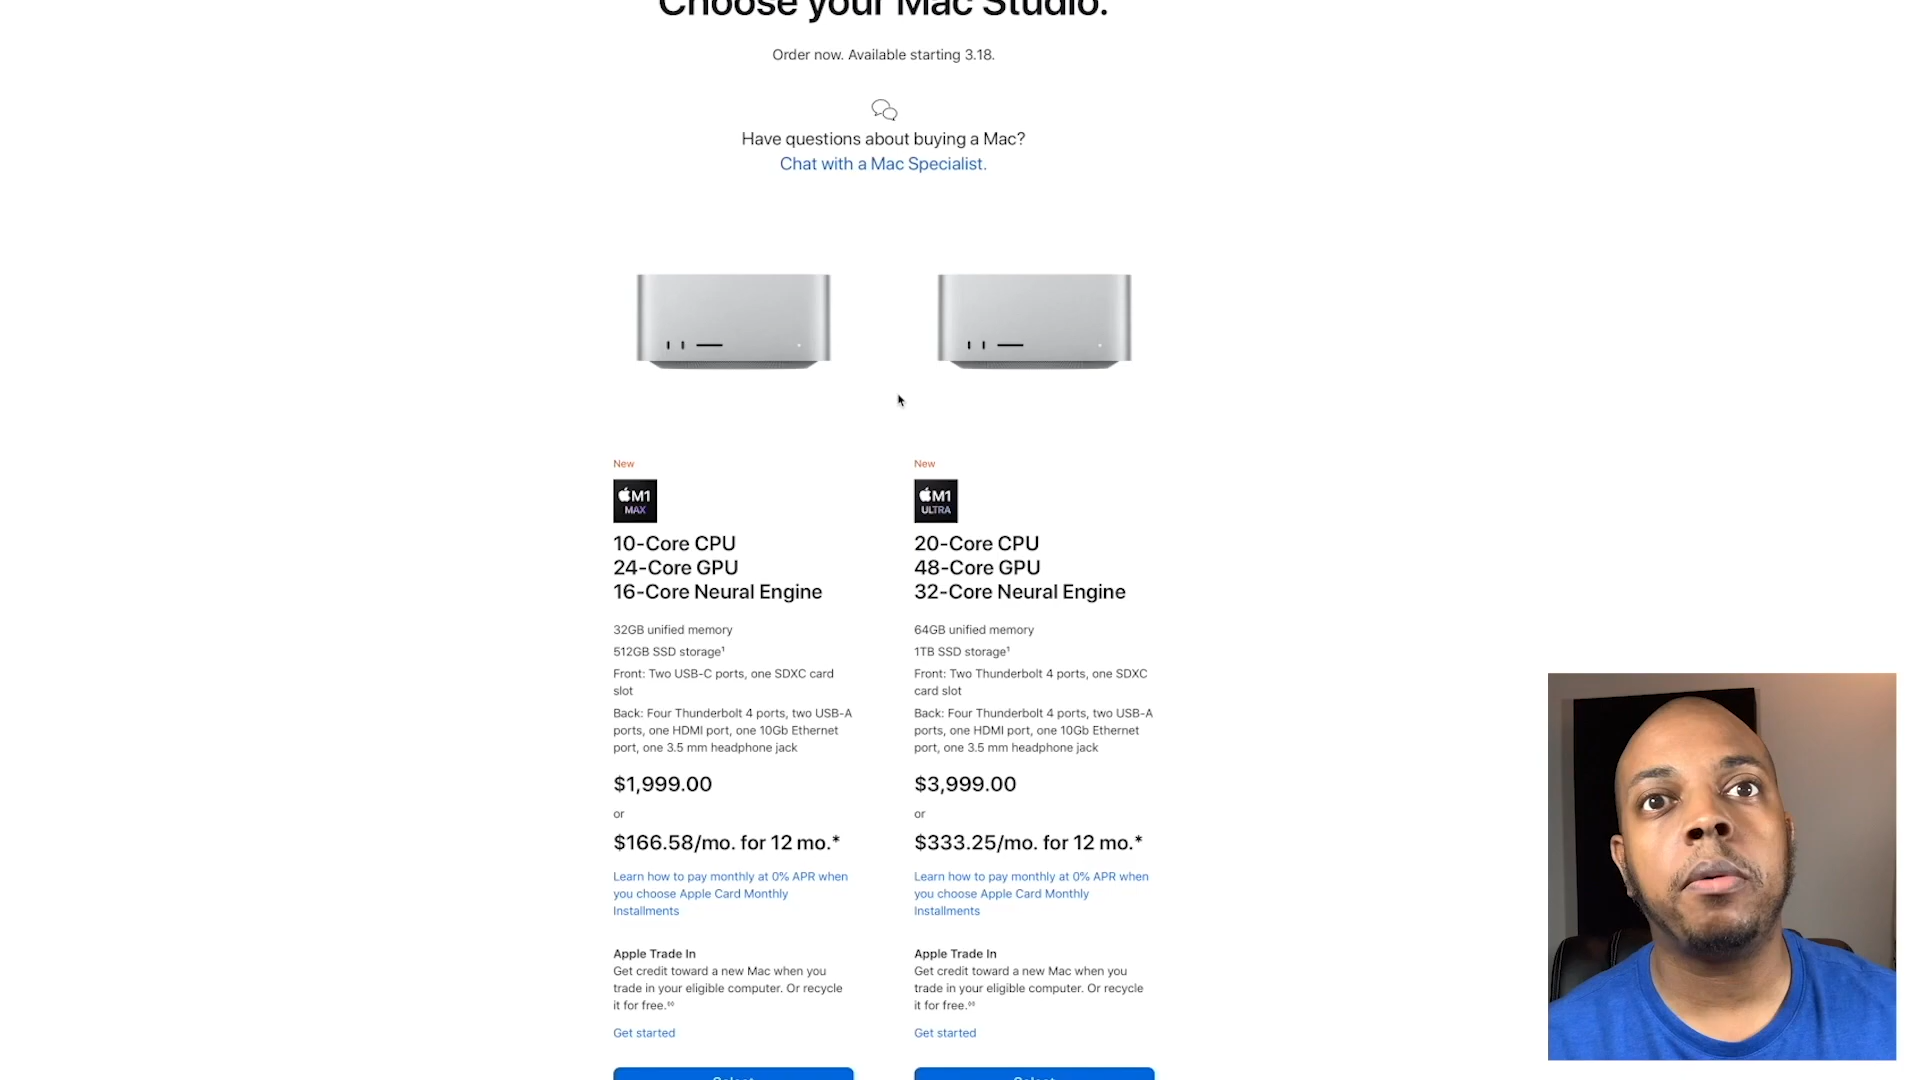 Choose your Mac Studio.
Order now. Available starting 3.18.
Have questions about buying a Mac?
Chat with a Mac Specialist.
New
M1
MAX
10-Core CPU
24-Core GPU
16-Core Neural Engine
32GB unified memory
512GB SSD storage¹
Front: Two USB-C ports, one SDXC card
slot
Back: Four Thunderbolt 4 ports, two USB-A
ports, one HDMI port, one 10Gb Ethernet
port, one 3.5 mm headphone jack
$1,999.00
or
$166.58/mo. for 12 mo.*
Learn how to pay monthly at 0% APR when
you choose Apple Card Monthly
Installments
Apple Trade In
Get credit toward a new Mac when you
trade in your eligible computer. Or recycle
it for free.◊◊
Get started
Select
New
M1
ULTRA
20-Core CPU
48-Core GPU
32-Core Neural Engine
64GB unified memory
1TB SSD storage¹
Front: Two Thunderbolt 4 ports, one SDXC
card slot
Back: Four Thunderbolt 4 ports, two USB-A
ports, one HDMI port, one 10Gb Ethernet
port, one 3.5 mm headphone jack
$3,999.00
or
$333.25/mo. for 12 mo.*
Learn how to pay monthly at 0% APR when
you choose Apple Card Monthly
Installments
Apple Trade In
Get credit toward a new Mac when you
trade in your eligible computer. Or recycle
it for free.◊◊
Get started
Select